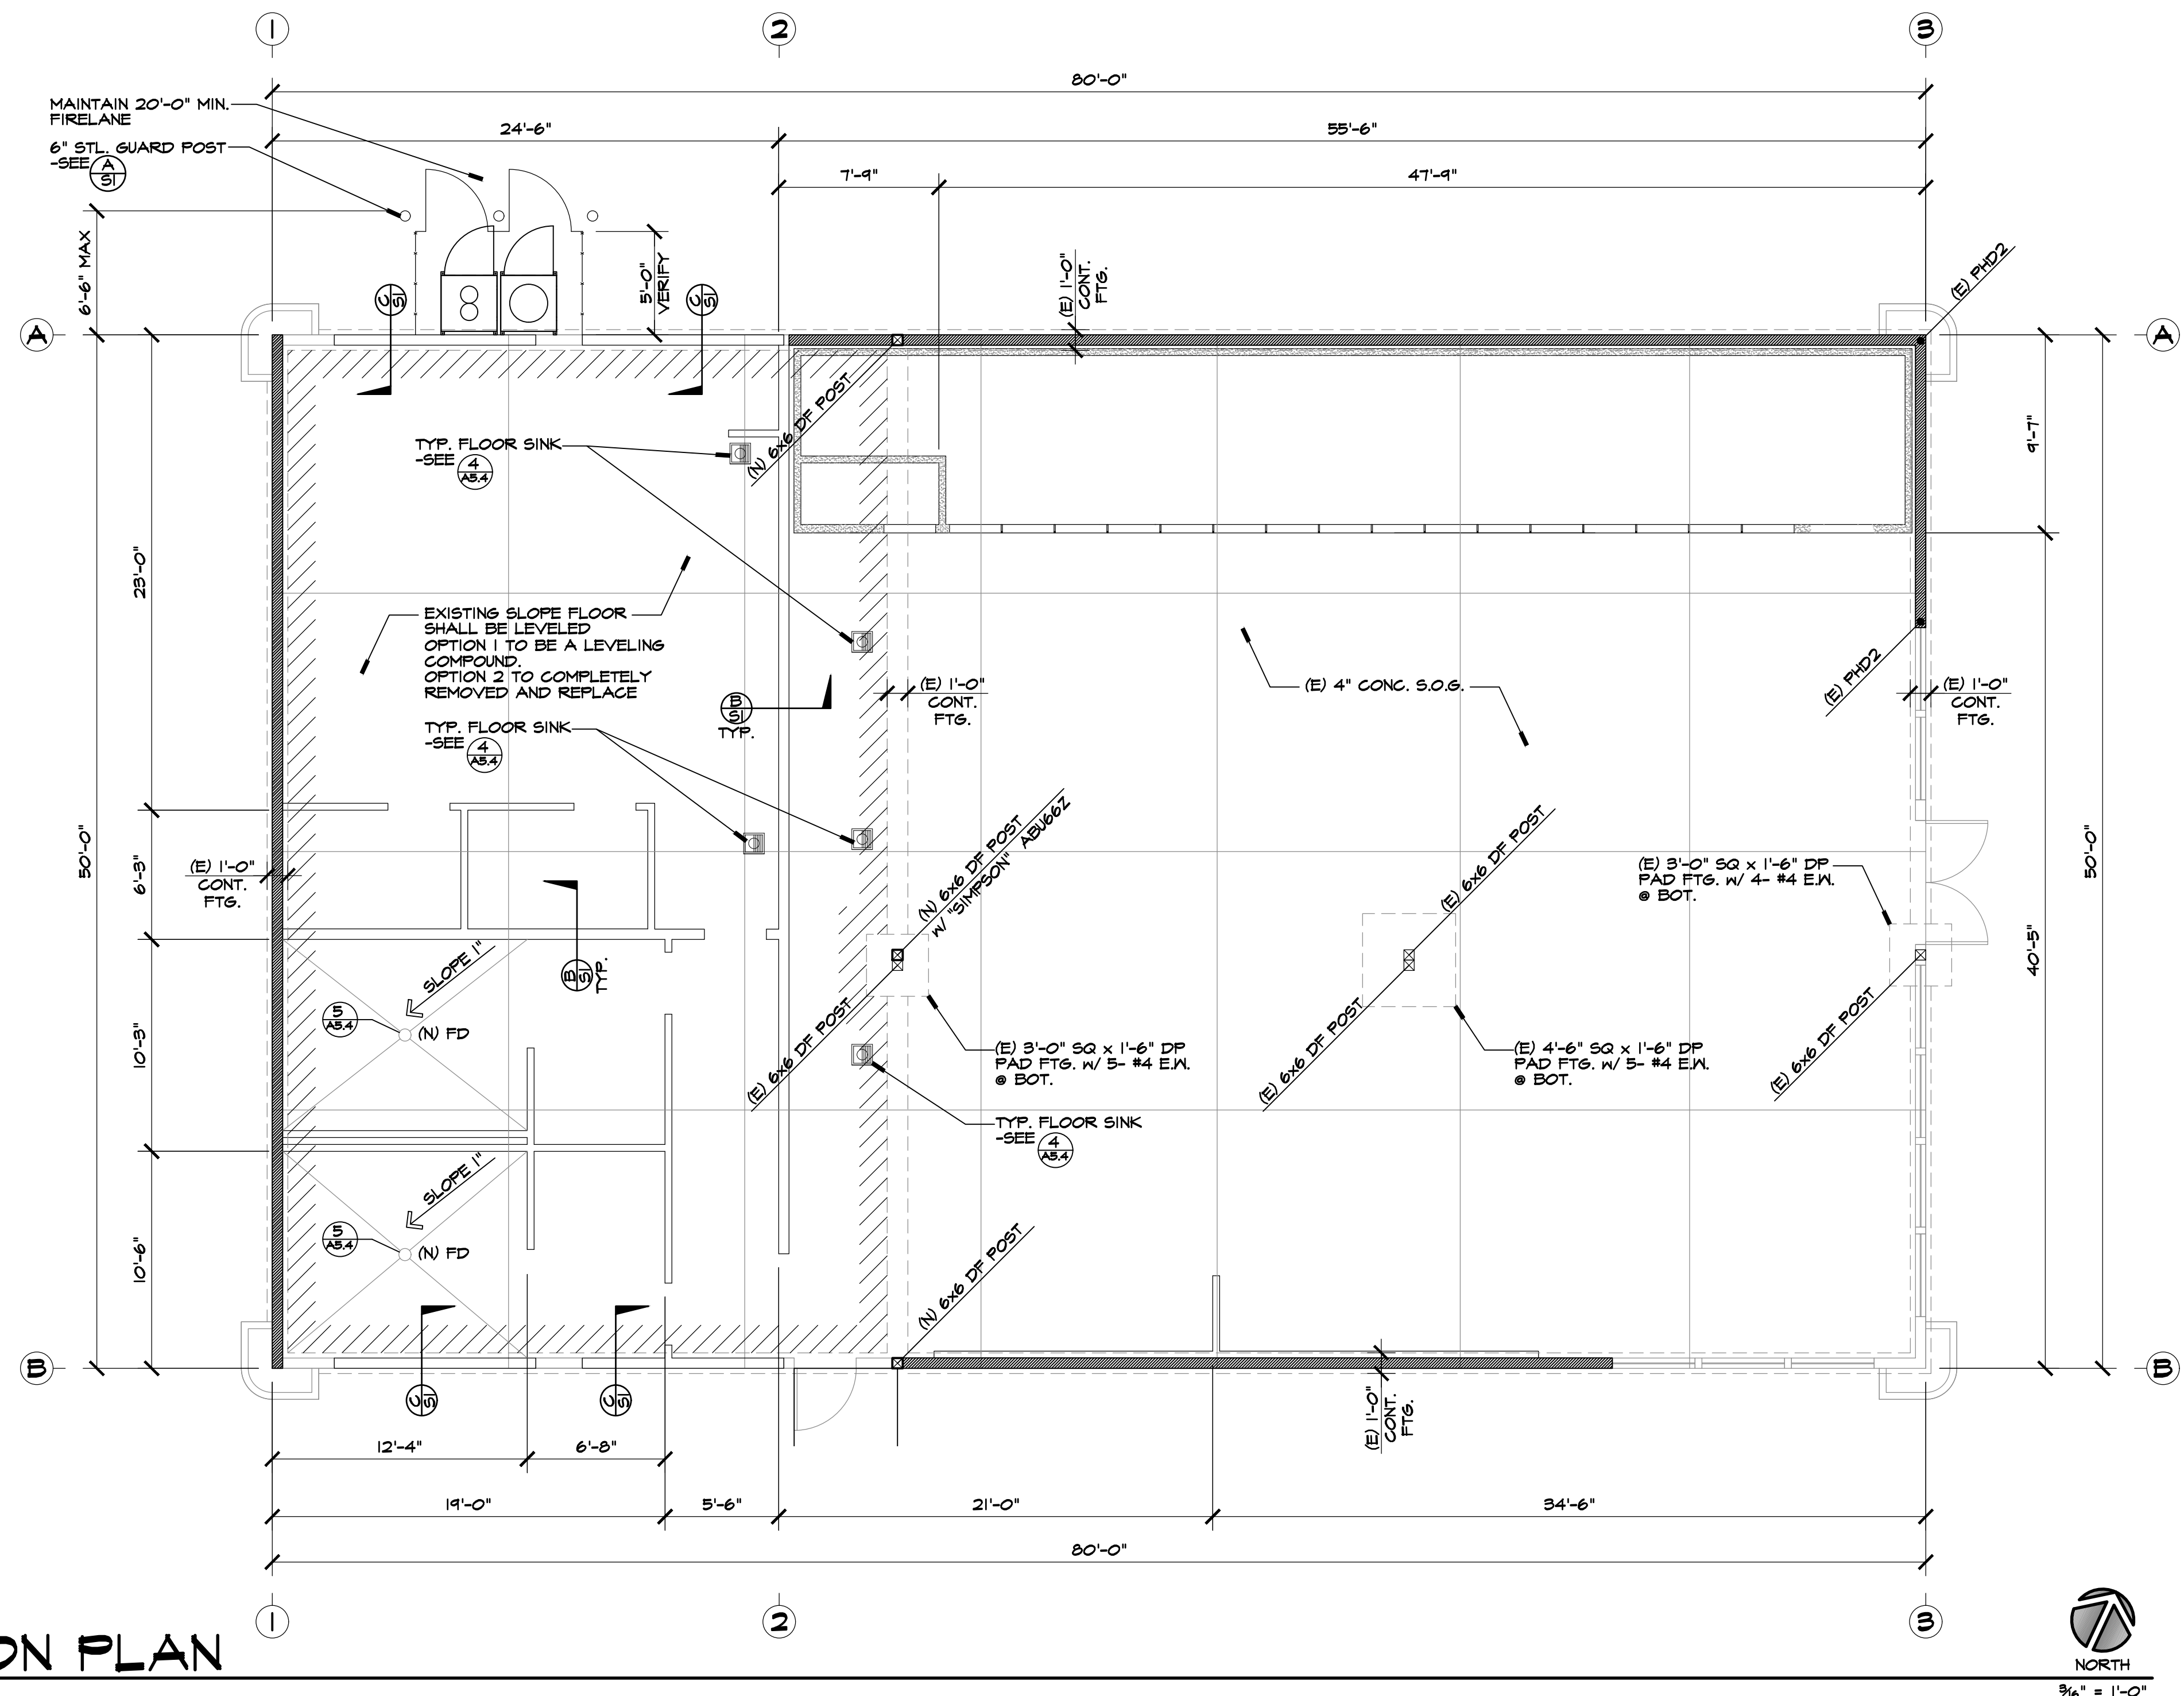 1
2
3
80'-0"
MAINTAIN 20'-0" MIN.
FIRELANE
24'-6"
55'-6"
6" STL. GUARD POST
-SEE
A
S1
7'-9"
47'-9"
6'-6" MAX
5'-0"
VERIFY
(E) 1'-0"
CONT.
FTG.
(E) PHD2
C
S1
C
S1
A
A
(N) 6x6 DF POST
9'-7"
TYP. FLOOR SINK
-SEE
4
A5.4
23'-0"
EXISTING SLOPE FLOOR
SHALL BE LEVELED
OPTION 1 TO BE A LEVELING
COMPOUND.
OPTION 2 TO COMPLETELY
REMOVED AND REPLACE
(E) 1'-0"
CONT.
FTG.
(E) 4" CONC. S.O.G.
(E) PHD2
(E) 1'-0"
CONT.
FTG.
B
S1
TYP.
TYP. FLOOR SINK
-SEE
4
A5.4
50'-0"
6'-3"
(E) 1'-0"
CONT.
FTG.
(N) 6x6 DF POST
W/ "SIMPSON" ABU66Z
(E) 6x6 DF POST
(E) 3'-0" SQ x 1'-6" DP
PAD FTG. W/ 4- #4 E.W.
@ BOT.
50'-0"
40'-5"
SLOPE 1"
B
S1
TYP.
5
A5.4
(N) FD
10'-3"
(E) 6x6 DF POST
(E) 3'-0" SQ x 1'-6" DP
PAD FTG. W/ 5- #4 E.W.
@ BOT.
(E) 6x6 DF POST
(E) 4'-6" SQ x 1'-6" DP
PAD FTG. W/ 5- #4 E.W.
@ BOT.
(E) 6x6 DF POST
TYP. FLOOR SINK
-SEE
4
A5.4
SLOPE 1"
5
A5.4
(N) FD
10'-6"
(N) 6x6 DF POST
B
B
C
S1
C
S1
(E) 1'-0"
CONT.
FTG.
12'-4"
6'-8"
19'-0"
5'-6"
21'-0"
34'-6"
80'-0"
1
2
3
ON PLAN
NORTH
3/16" = 1'-0"